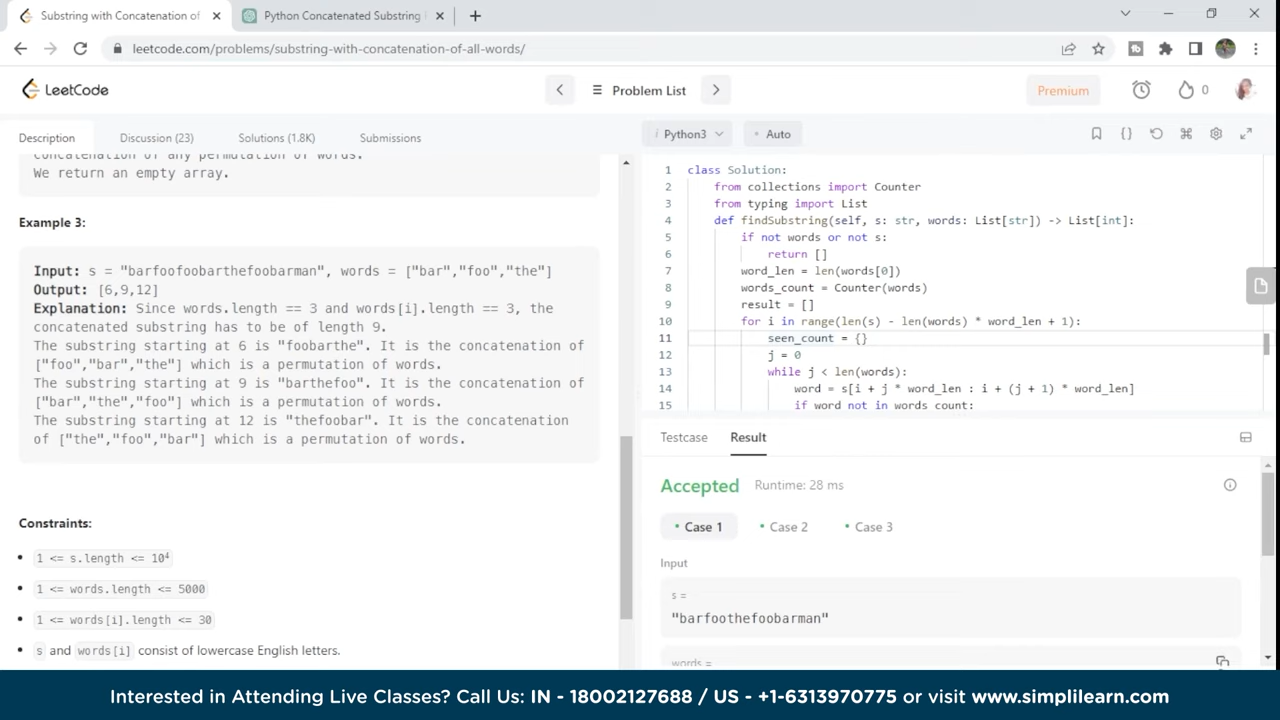 Substring with Concatenation of
Python Concatenated Substring
leetcode.com/problems/substring-with-concatenation-of-all-words/
LeetCode
Problem List
Premium
0
Description
Discussion (23)
Solutions (1.8K)
Submissions
concatenation of any permutation of words.
We return an empty array.
Example 3:
Input: s = "barfoofoobarthefoobarman", words = ["bar","foo","the"]
Output: [6,9,12]
Explanation: Since words.length == 3 and words[i].length == 3, the
concatenated substring has to be of length 9.
The substring starting at 6 is "foobarthe". It is the concatenation of
["foo","bar","the"] which is a permutation of words.
The substring starting at 9 is "barthefoo". It is the concatenation of
["bar","the","foo"] which is a permutation of words.
The substring starting at 12 is "thefoobar". It is the concatenation
of ["the","foo","bar"] which is a permutation of words.
Constraints:
• 1 <= s.length <= 10⁴
• 1 <= words.length <= 5000
• 1 <= words[i].length <= 30
• s and words[i] consist of lowercase English letters.
i Python3
• Auto
1 class Solution:
2 from collections import Counter
3 from typing import List
4 def findSubstring(self, s: str, words: List[str]) -> List[int]:
5 if not words or not s:
6 return []
7 word_len = len(words[0])
8 words_count = Counter(words)
9 result = []
10 for i in range(len(s) - len(words) * word_len + 1):
11 seen_count = {}
12 j = 0
13 while j < len(words):
14 word = s[i + j * word_len : i + (j + 1) * word_len]
15 if word not in words_count:
Testcase
Result
Accepted
Runtime: 28 ms
• Case 1
• Case 2
• Case 3
Input
s =
"barfoothefoobarman"
words =
Interested in Attending Live Classes? Call Us: IN - 18002127688 / US - +1-6313970775 or visit www.simplilearn.com